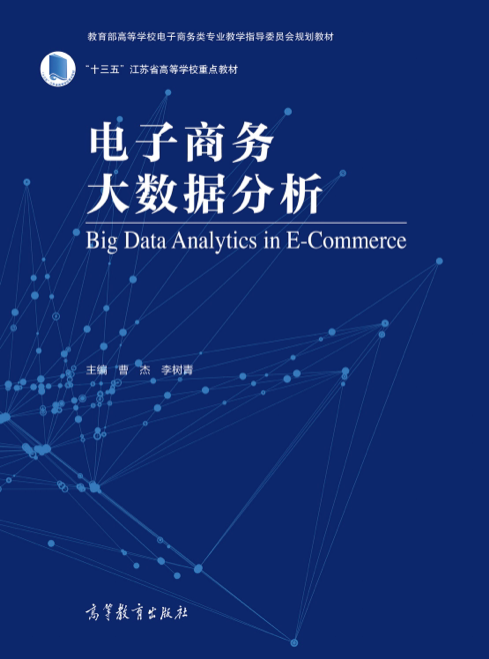 教育部高等学校电子商务类专业教学指导委员会规划教材
“十三五”江苏省高等学校重点教材
电子商务
大数据分析
Big Data Analytics in E-Commerce
主编 曹 杰 李树青
高等教育出版社